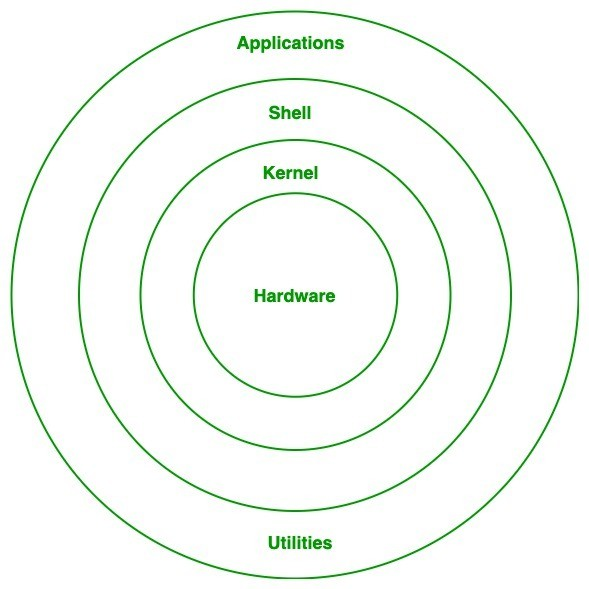 Applications
Shell
Kernel
Hardware
Utilities